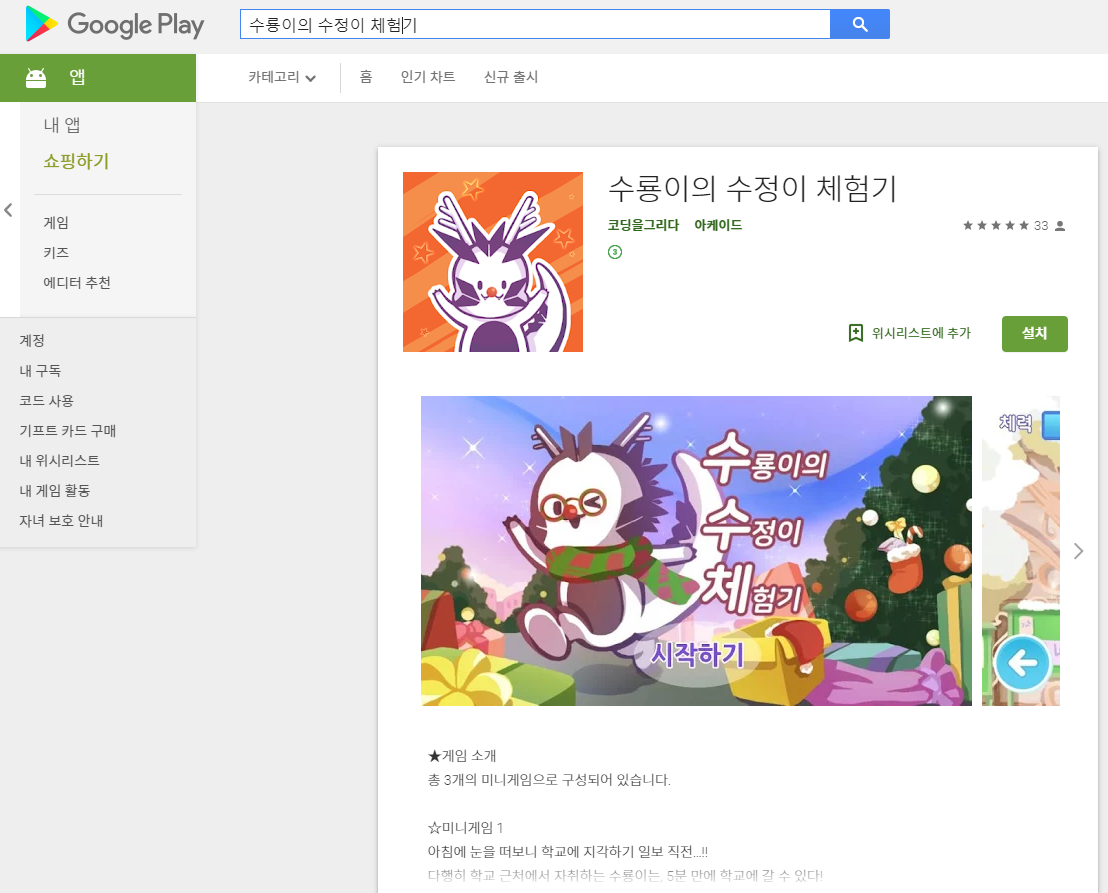 Google Play
수룡이의 수정이 체험기
앱
카테고리 홈 인기 차트 신규 출시
내 앱
쇼핑하기
게임
키즈
에디터 추천
계정
내 구독
코드 사용
기프트 카드 구매
내 위시리스트
내 게임 활동
자녀 보호 안내
수룡이의 수정이 체험기
코딩을그리다 아케이드
33
3
위시리스트에 추가
설치
수룡이의
수정이
체험기
시작하기
체력
★게임 소개
총 3개의 미니게임으로 구성되어 있습니다.
☆미니게임 1
아침에 눈을 떠보니 학교에 지각하기 일보 직전...!!
다행히 학교 근처에서 자취하는 수룡이는, 5분 만에 학교에 갈 수 있다!